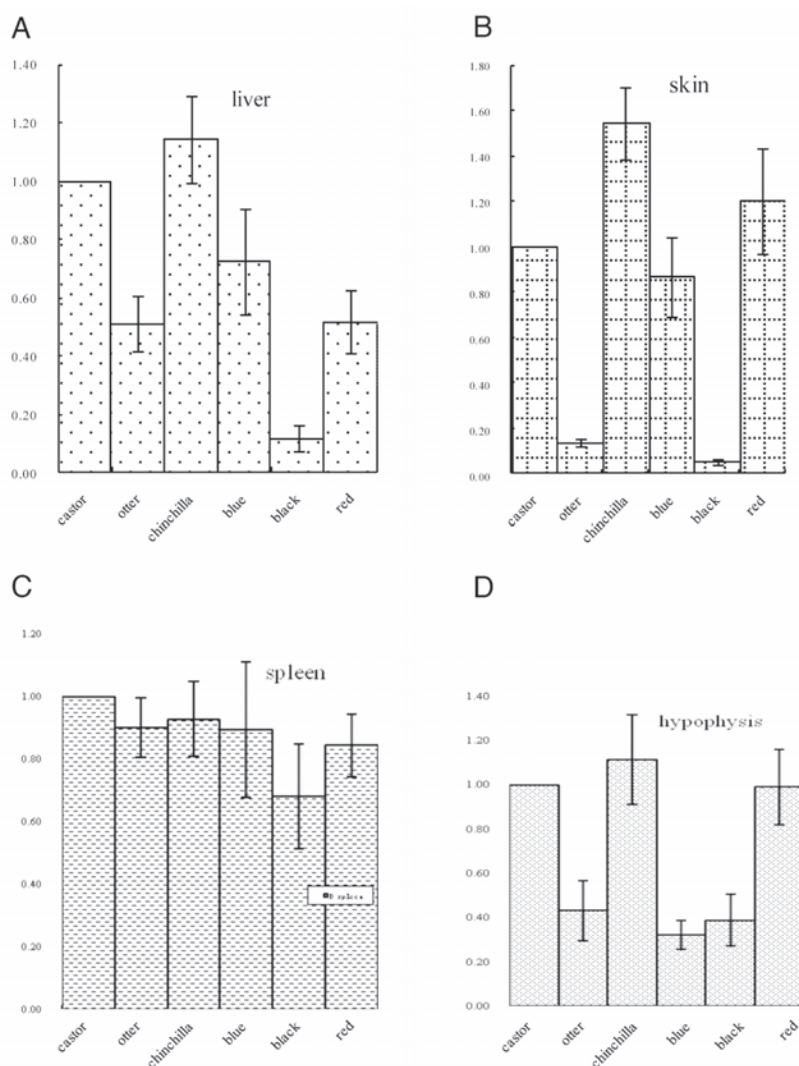 A
liver
1.40
1.20
1.00
0.80
0.60
0.40
0.20
0.00
castor
otter
chinchilla
blue
black
red
B
skin
1.80
1.60
1.40
1.20
1.00
0.80
0.60
0.40
0.20
0.00
castor
otter
chinchilla
blue
black
red
C
spleen
1.20
1.00
0.80
0.60
0.40
0.20
0.00
spleen
castor
otter
chinchilla
blue
black
red
D
hypophysis
1.40
1.20
1.00
0.80
0.60
0.40
0.20
0.00
castor
otter
chinchilla
blue
black
red